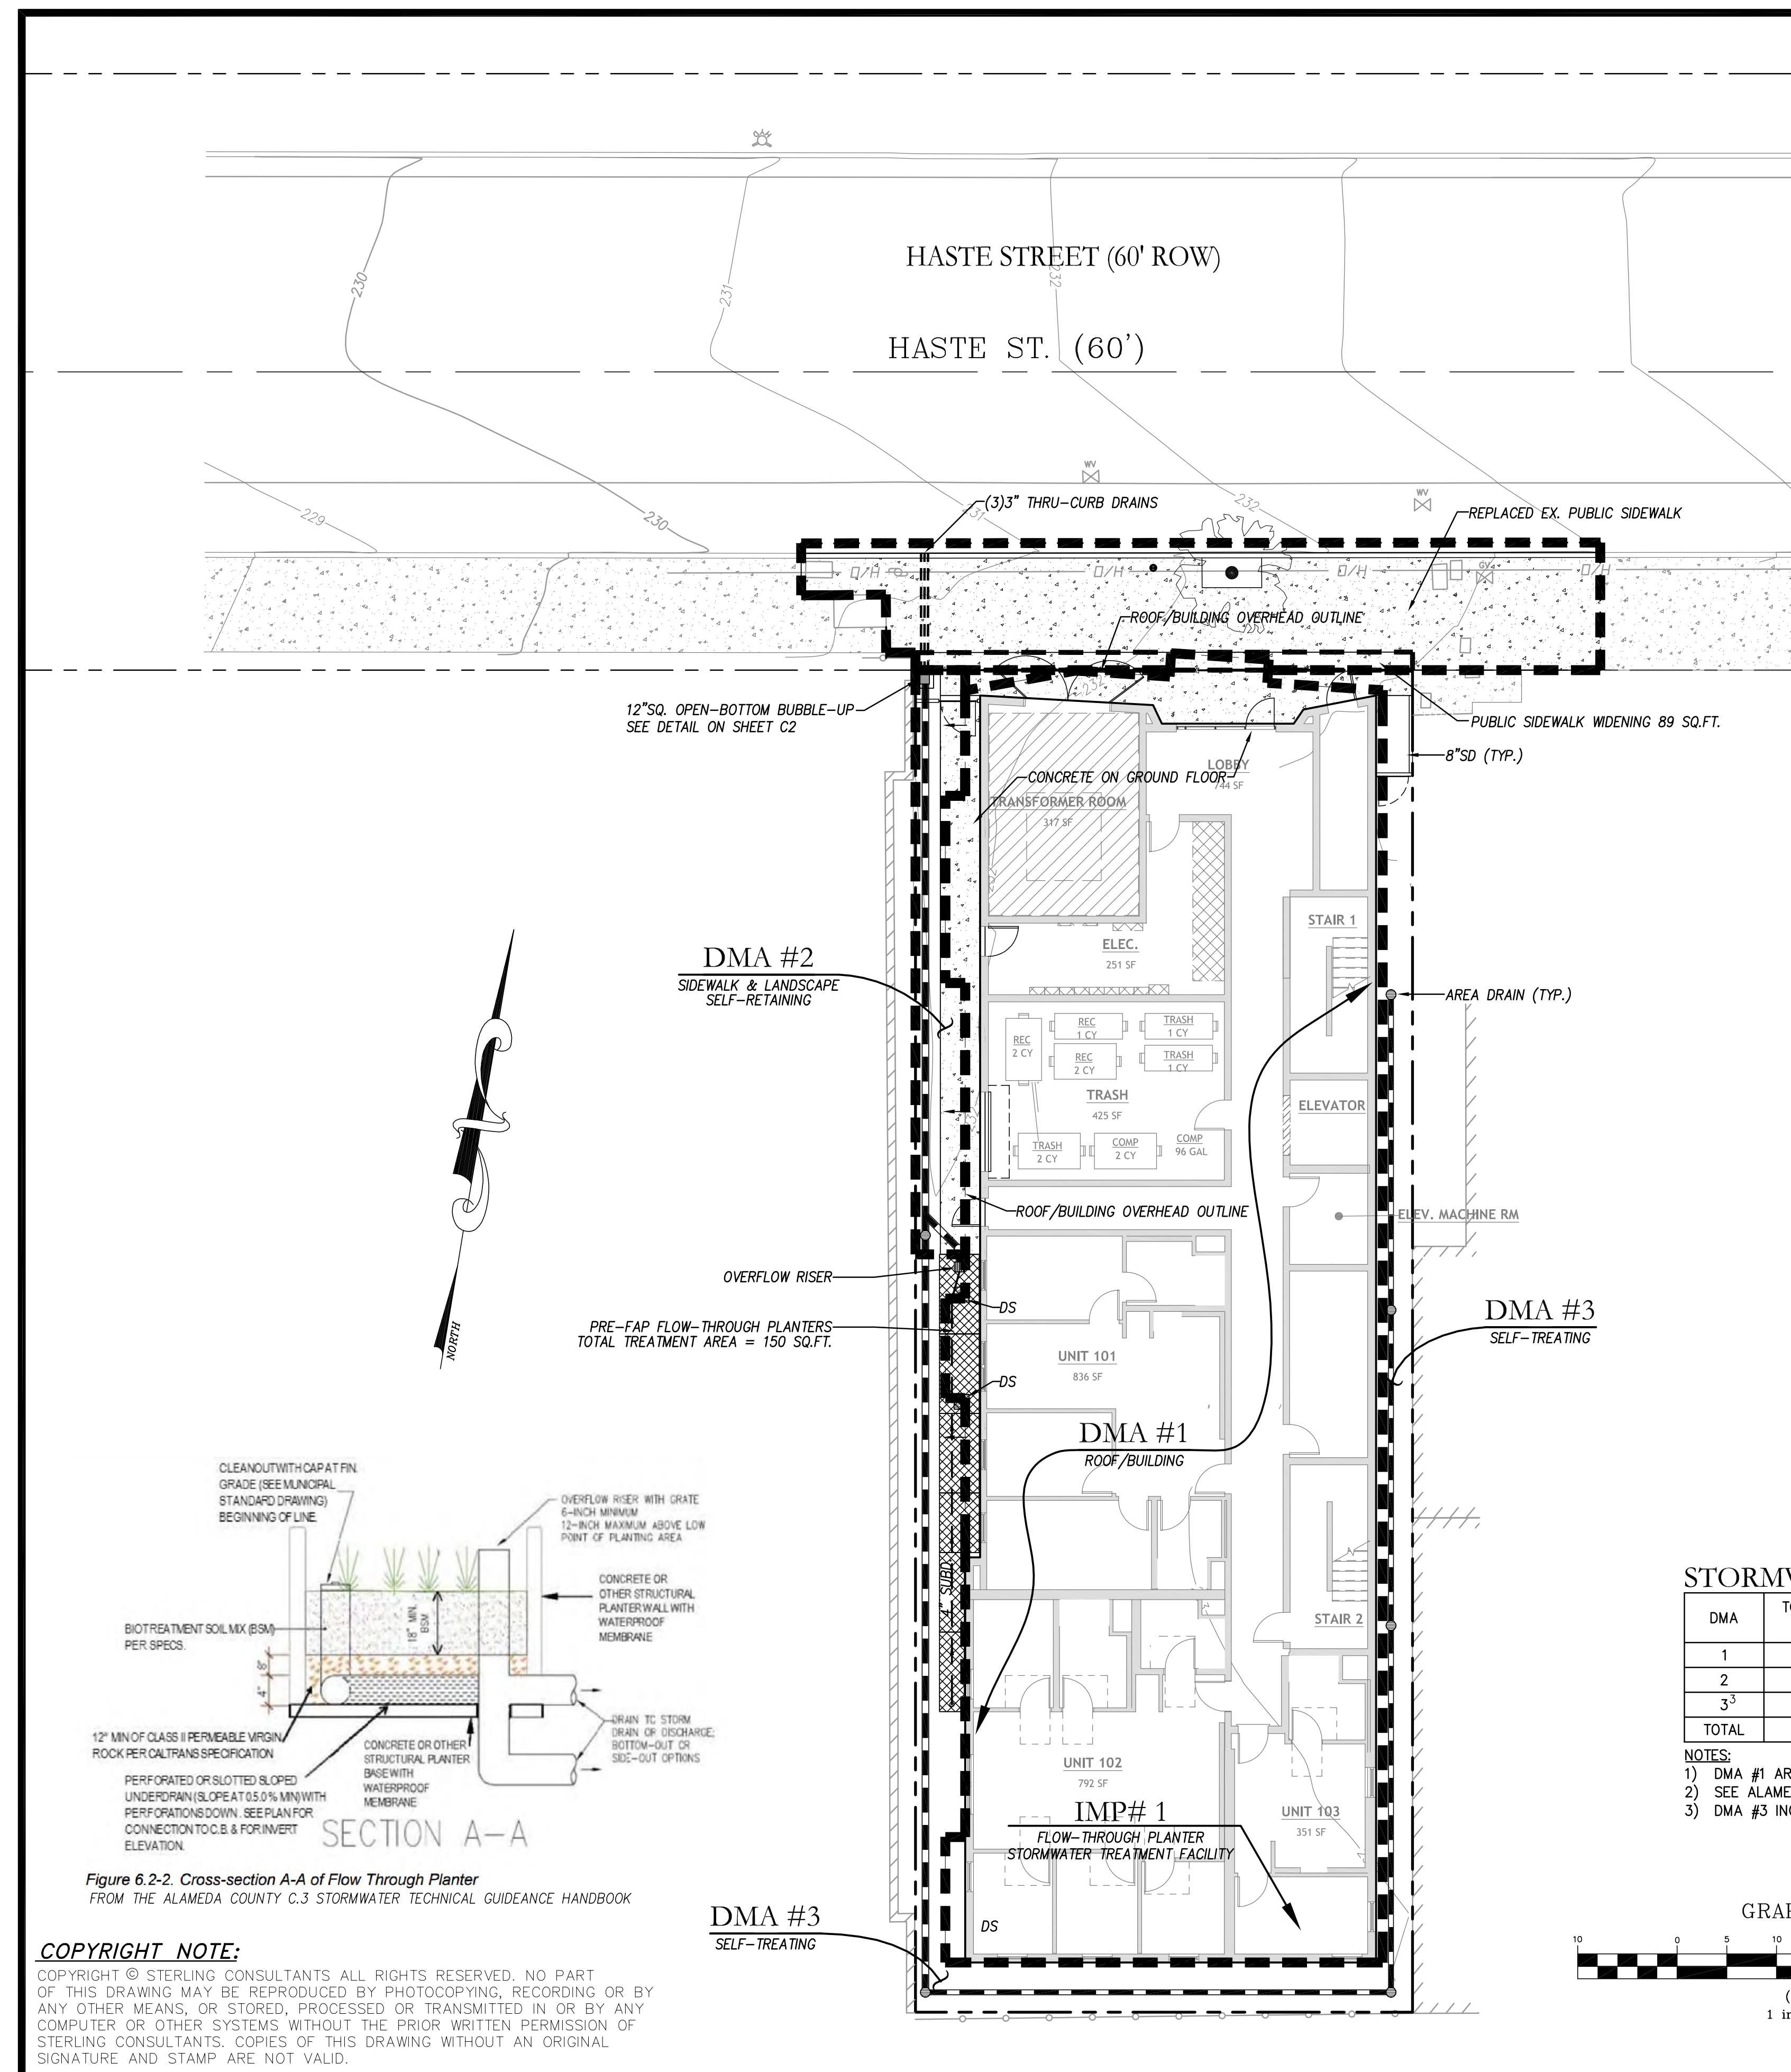 HASTE STREET (60' ROW)
HASTE ST. (60')
230
231
232
229
230
231
232
WV
WV
GV
(3)3" THRU-CURB DRAINS
REPLACED EX. PUBLIC SIDEWALK
O/H
O/H
O/H
O/H
ROOF/BUILDING OVERHEAD OUTLINE
232
12"SQ. OPEN-BOTTOM BUBBLE-UP
SEE DETAIL ON SHEET C2
PUBLIC SIDEWALK WIDENING 89 SQ.FT.
8"SD (TYP.)
LOBBY
744 SF
CONCRETE ON GROUND FLOOR
TRANSFORMER ROOM
317 SF
STAIR 1
ELEC.
251 SF
DMA #2
SIDEWALK & LANDSCAPE
SELF-RETAINING
AREA DRAIN (TYP.)
REC
2 CY
REC
1 CY
TRASH
1 CY
REC
2 CY
TRASH
1 CY
TRASH
425 SF
ELEVATOR
TRASH
2 CY
COMP
2 CY
COMP
96 GAL
ROOF/BUILDING OVERHEAD OUTLINE
ELEV. MACHINE RM
OVERFLOW RISER
DS
PRE-FAP FLOW-THROUGH PLANTERS
TOTAL TREATMENT AREA = 150 SQ.FT.
DMA #3
SELF-TREATING
NORTH
UNIT 101
836 SF
DS
DMA #1
ROOF/BUILDING
4" SUBD.
STAIR 2
UNIT 102
792 SF
UNIT 103
351 SF
IMP# 1
FLOW-THROUGH PLANTER
STORMWATER TREATMENT FACILITY
DMA #3
SELF-TREATING
DS
CLEANOUT WITH CAP AT FIN.
GRADE (SEE MUNICIPAL
STANDARD DRAWING)
BEGINNING OF LINE.
OVERFLOW RISER WITH GRATE
6-INCH MINIMUM
12-INCH MAXIMUM ABOVE LOW
POINT OF PLANTING AREA
CONCRETE OR
OTHER STRUCTURAL
PLANTER WALL WITH
WATERPROOF
MEMBRANE
18" MIN.
BSM
BIOTREATMENT SOIL MIX (BSM)
PER SPECS.
8"
4"
12" MIN OF CLASS II PERMEABLE VIRGIN
ROCK PER CALTRANS SPECIFICATION
CONCRETE OR OTHER
STRUCTURAL PLANTER
BASE WITH
WATERPROOF
MEMBRANE
DRAIN TC STORM
DRAIN OR DISCHARGE;
BOTTOM-OUT CR
SIDE-OUT OPTIONS
PERFORATED OR SLOTTED SLOPED
UNDERDRAIN (SLOPE AT 0.5.0 % MIN) WITH
PERFORATIONS DOWN. SEE PLAN FOR
CONNECTION TO C.B. & FOR INVERT
ELEVATION.
SECTION A-A
Figure 6.2-2. Cross-section A-A of Flow Through Planter
FROM THE ALAMEDA COUNTY C.3 STORMWATER TECHNICAL GUIDEANCE HANDBOOK
COPYRIGHT NOTE:
COPYRIGHT © STERLING CONSULTANTS ALL RIGHTS RESERVED. NO PART
OF THIS DRAWING MAY BE REPRODUCED BY PHOTOCOPYING, RECORDING OR BY
ANY OTHER MEANS, OR STORED, PROCESSED OR TRANSMITTED IN OR BY ANY
COMPUTER OR OTHER SYSTEMS WITHOUT THE PRIOR WRITTEN PERMISSION OF
STERLING CONSULTANTS. COPIES OF THIS DRAWING WITHOUT AN ORIGINAL
SIGNATURE AND STAMP ARE NOT VALID.
STORMW
DMA
1
2
3³
TOTAL
NOTES:
1) DMA #1 AR
2) SEE ALAME
3) DMA #3 IN
GRAP
10 0 5 10
(
1 in